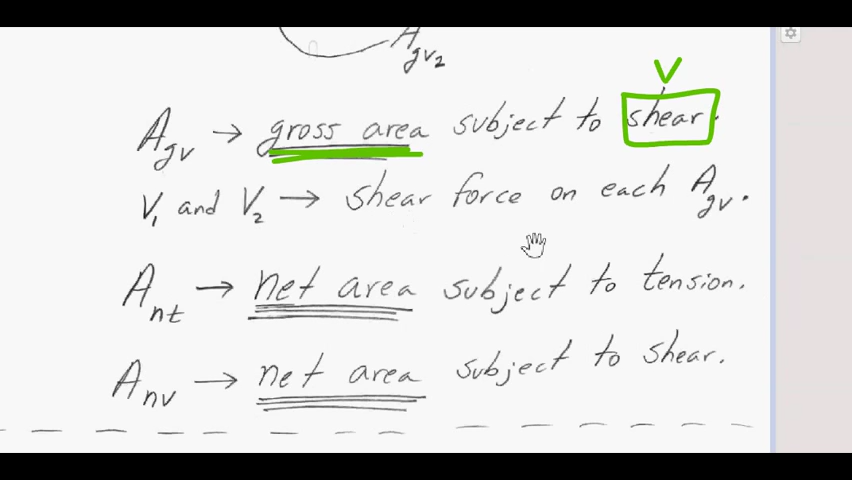 A gv2
V
Agv → gross area subject to shear.
V1 and V2 → shear force on each Agv.
Ant → net area subject to tension.
Anv → net area subject to shear.